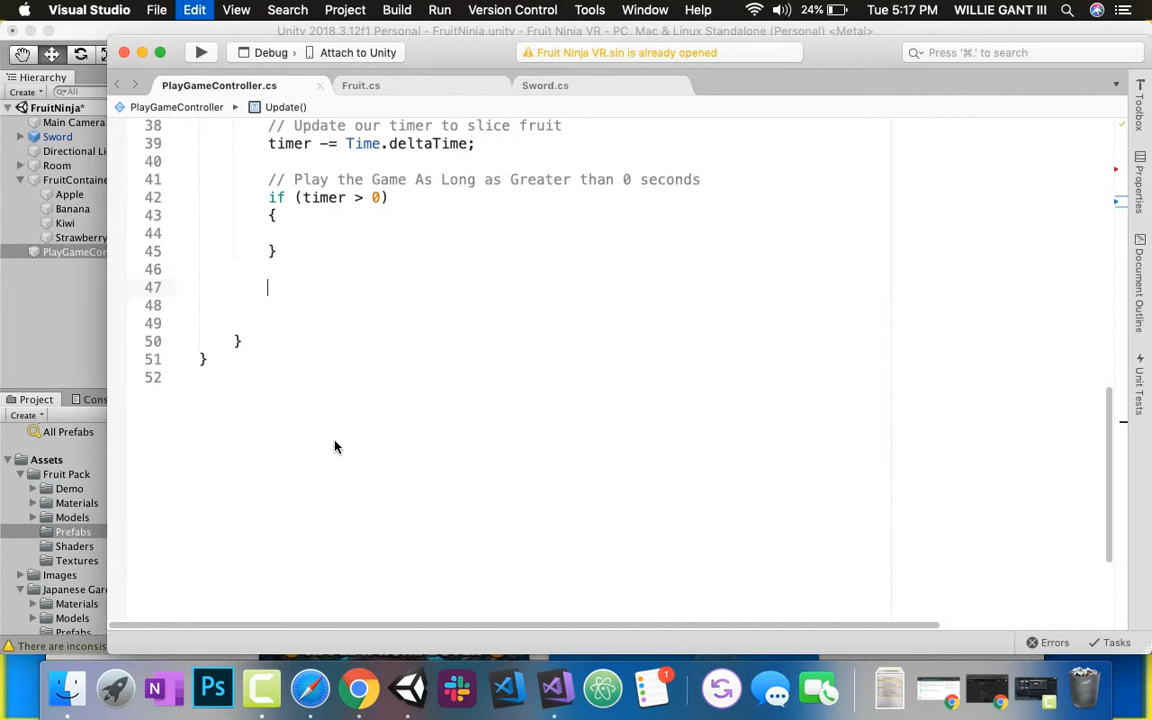 Visual Studio File Edit View Search Project Build Run Version Control Tools Window Help 24% Tue 5:17 PM WILLIE GANT III
Unity 2018.3.12f1 Personal - FruitNinja.unity - Fruit Ninja VR - PC, Mac & Linux Standalone (Personal) <Metal>
Debug Attach to Unity Fruit Ninja VR.sln is already opened Press '⌘.' to search
Hierarchy
Create All
PlayGameController.cs Fruit.cs Sword.cs
PlayGameController Update()
FruitNinja*
Main Camera
Sword
Directional Li
Room
FruitContaine
Apple
Banana
Kiwi
Strawberry
PlayGameCon
38 // Update our timer to slice fruit
39 timer -= Time.deltaTime;
40
41 // Play the Game As Long as Greater than 0 seconds
42 if (timer > 0)
43 {
44
45 }
46
47
48
49
50 }
51 }
52
Toolbox
Properties
Document Outline
Unit Tests
Project Cons
Create
All Prefabs
Assets
Fruit Pack
Demo
Materials
Models
Prefabs
Shaders
Textures
Images
Japanese Gar
Materials
Models
Prefabs
There are inconsis
Errors Tasks
Ps
1